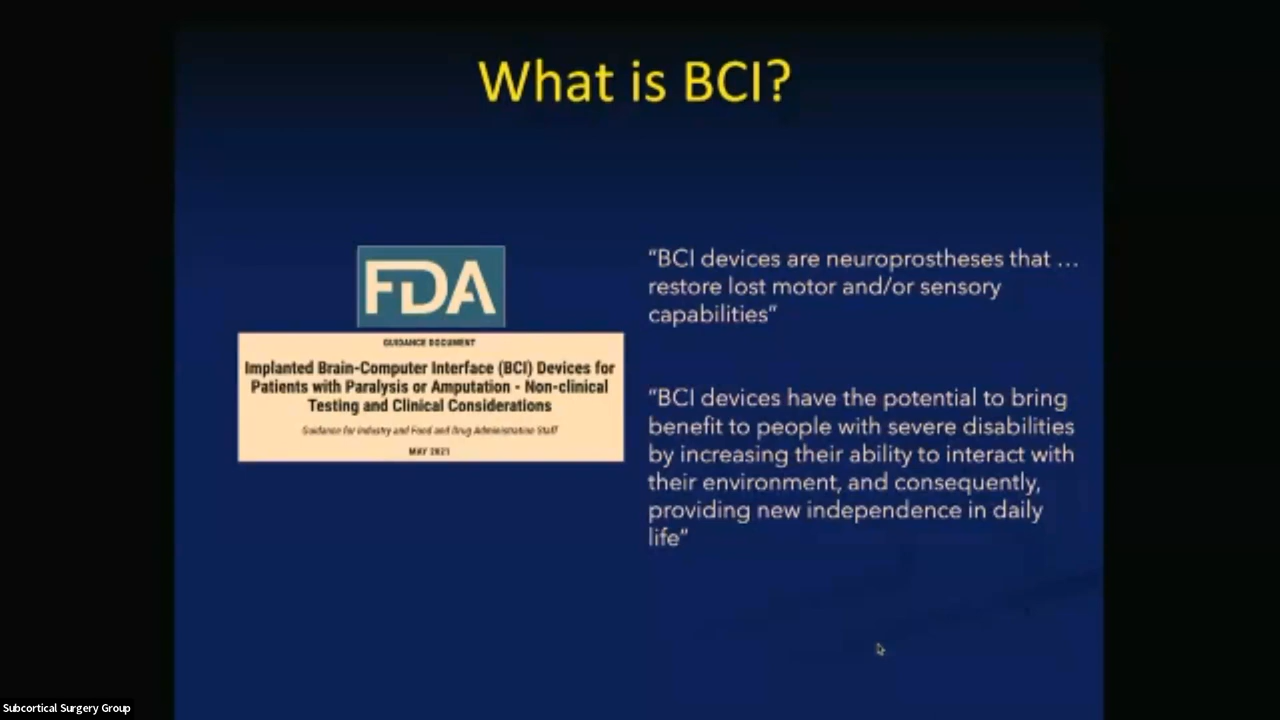 What is BCI?
FDA
GUIDANCE DOCUMENT
Implanted Brain-Computer Interface (BCI) Devices for
Patients with Paralysis or Amputation - Non-clinical
Testing and Clinical Considerations
Guidance for Industry and Food and Drug Administration Staff
MAY 2021
“BCI devices are neuroprostheses that …
restore lost motor and/or sensory
capabilities”
“BCI devices have the potential to bring
benefit to people with severe disabilities
by increasing their ability to interact with
their environment, and consequently,
providing new independence in daily
life”
Subcortical Surgery Group